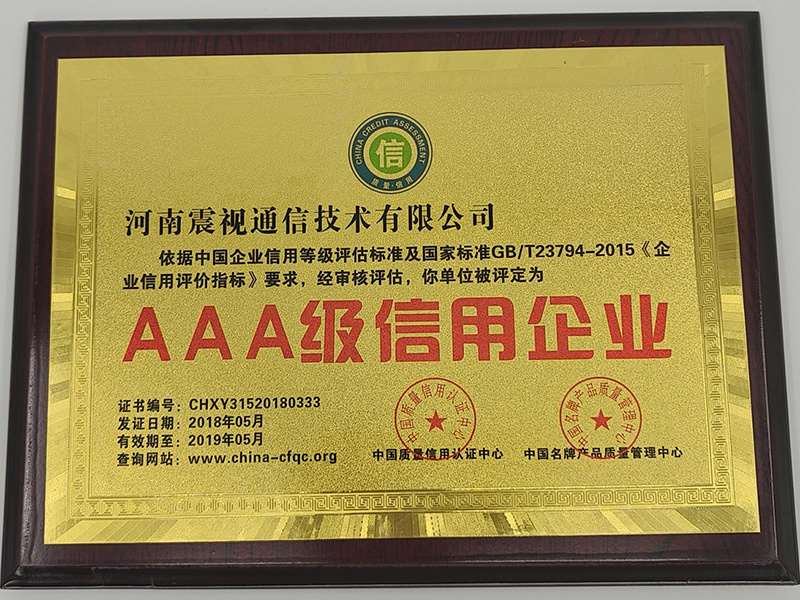 CHINA CREDIT ASSESSMENT
信
质量·信用
河南震视通信技术有限公司
依据中国企业信用等级评估标准及国家标准GB/T23794-2015《企
业信用评价指标》要求，经审核评估，你单位被评定为
AAA级信用企业
证书编号：CHXY31520180333
发证日期：2018年05月
有效期至：2019年05月
查询网站：www.china-cfqc.org
中国质量信用认证中心
中国名牌产品质量管理中心
中国质量信用认证中心
中国名牌产品质量管理中心